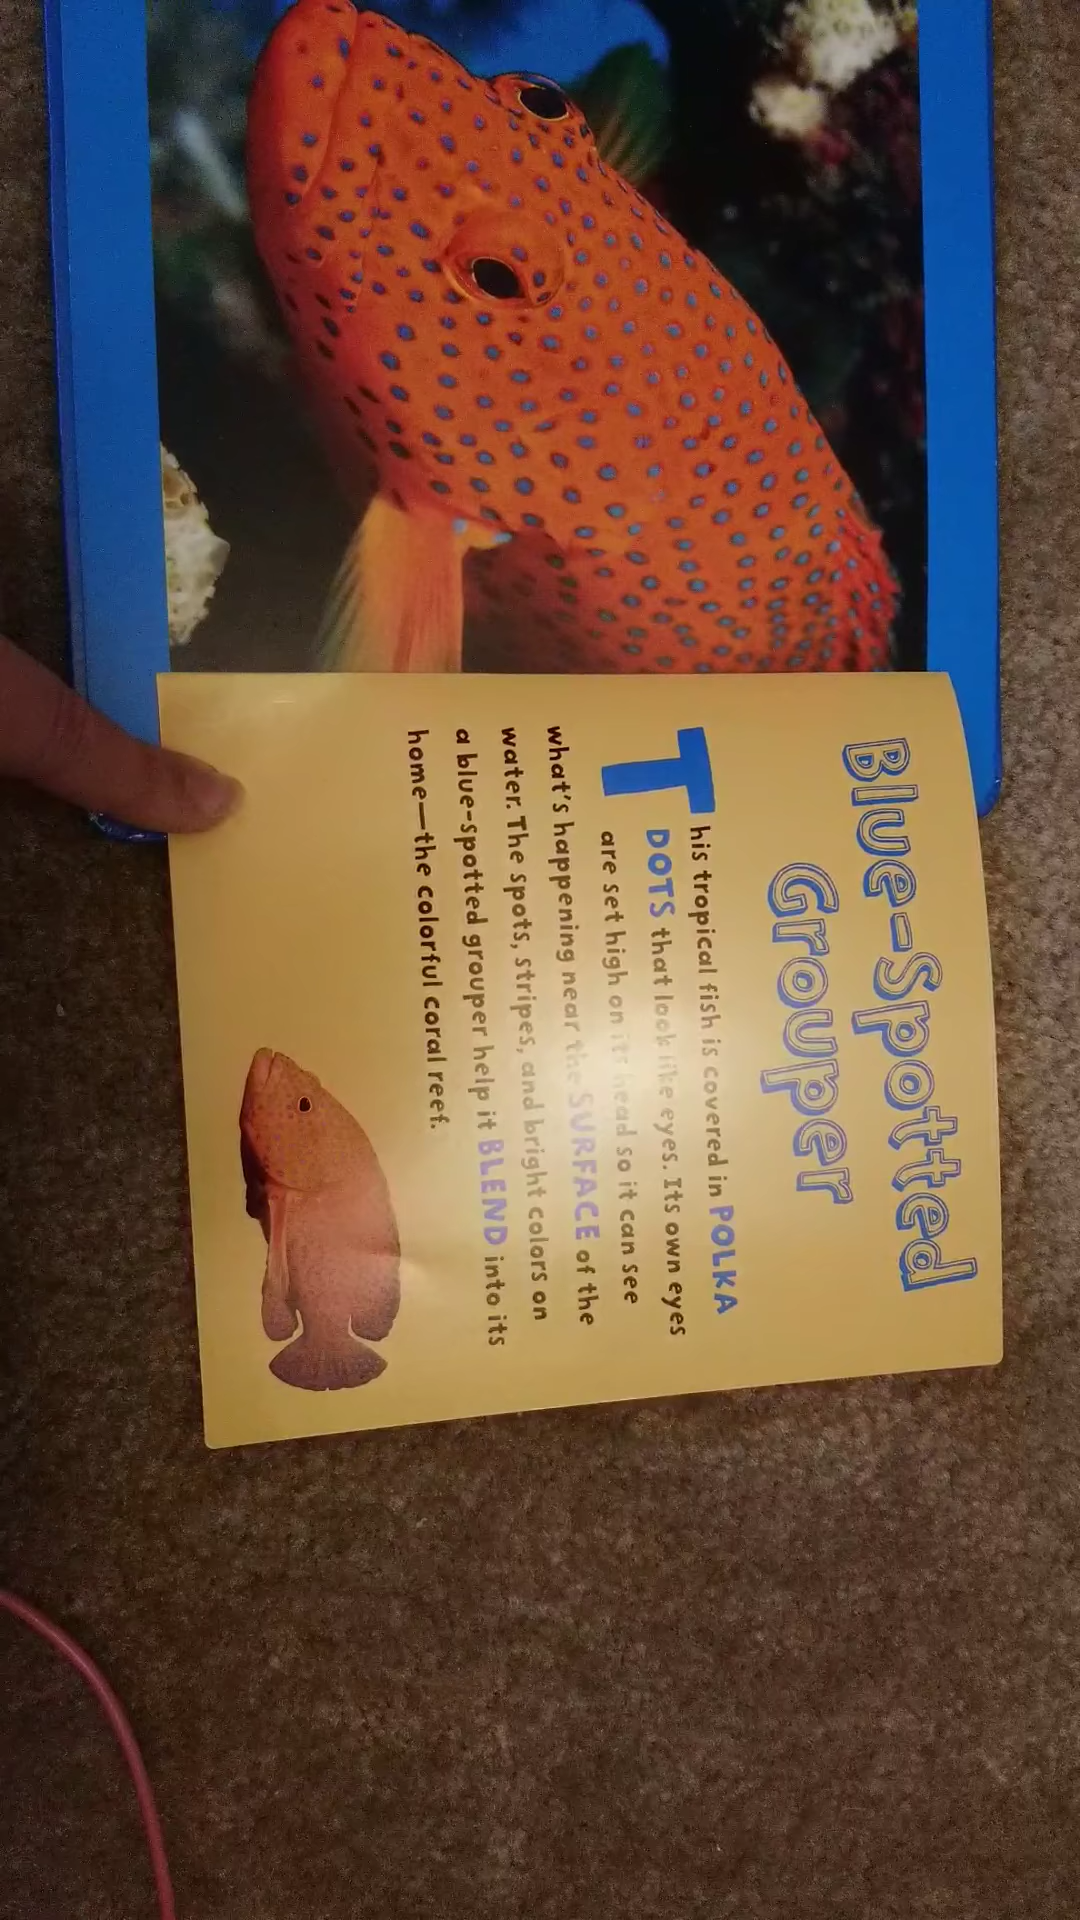 Blue-Spotted
Grouper
This tropical fish is covered in POLKA
DOTS that look like eyes. Its own eyes
are set high on its head so it can see
what's happening near the SURFACE of the
water. The spots, stripes, and bright colors on
a blue-spotted grouper help it BLEND into its
home—the colorful coral reef.